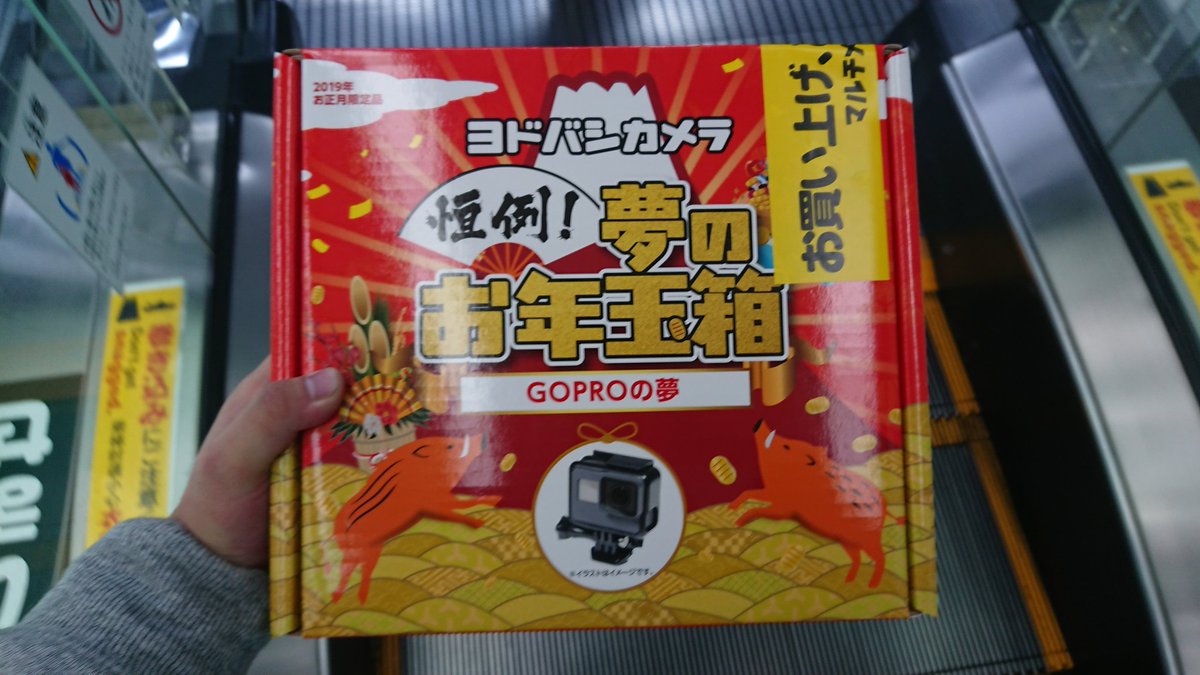 2019年
お正月限定品
ヨドバシカメラ
恒例!
夢の
お年玉箱
GOPROの夢
※イラストはイメージです。
お買い上げ、
マルチメ